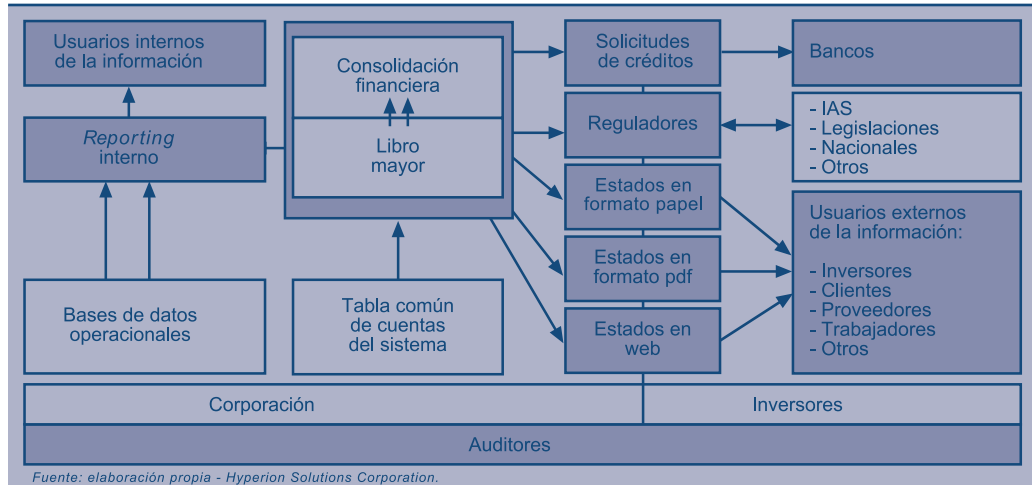 Usuarios internos
de la información
Reporting
interno
Bases de datos
operacionales
Consolidación
financiera
Libro
mayor
Tabla común
de cuentas
del sistema
Solicitudes
de créditos
Reguladores
Estados en
formato papel
Estados en
formato pdf
Estados en
web
Bancos
- IAS
- Legislaciones
- Nacionales
- Otros
Usuarios externos
de la información:
- Inversores
- Clientes
- Proveedores
- Trabajadores
- Otros
Corporación
Inversores
Auditores
Fuente: elaboración propia - Hyperion Solutions Corporation.